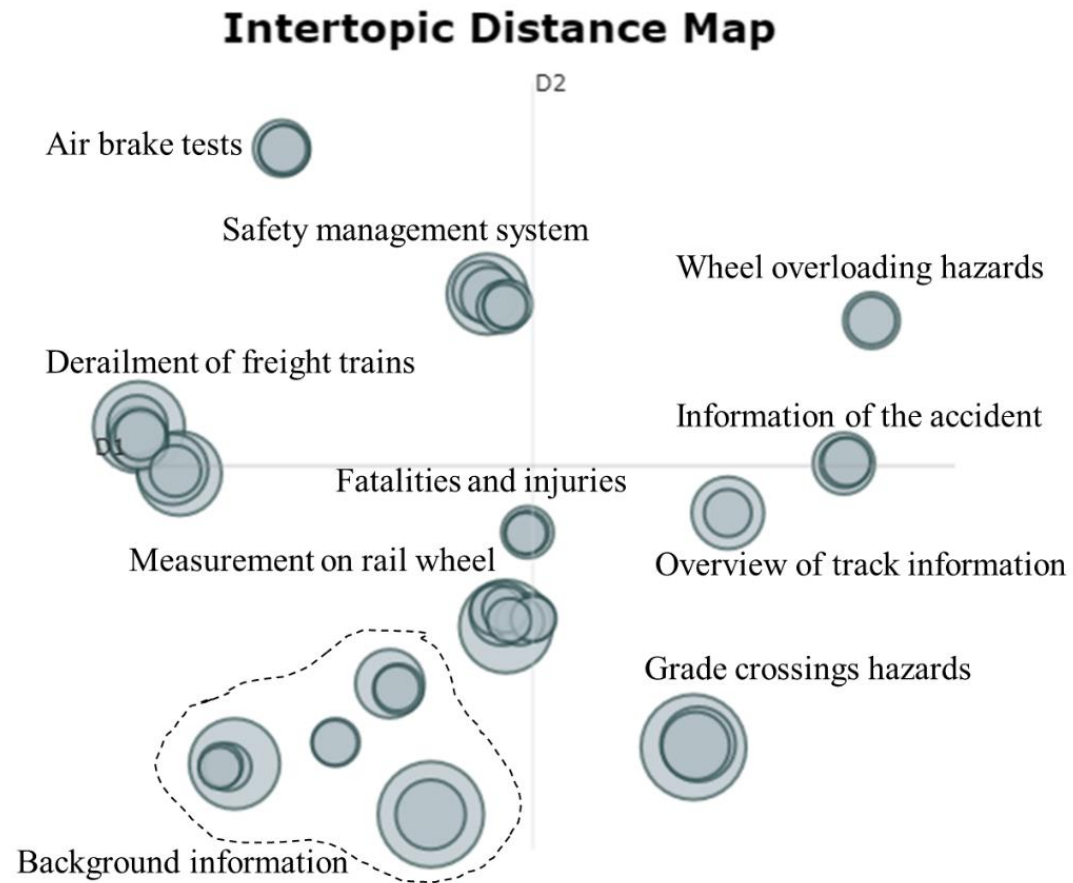 Intertopic Distance Map
D2
Air brake tests
Safety management system
Wheel overloading hazards
Derailment of freight trains
Information of the accident
D1
Fatalities and injuries
Measurement on rail wheel
Overview of track information
Grade crossings hazards
Background information